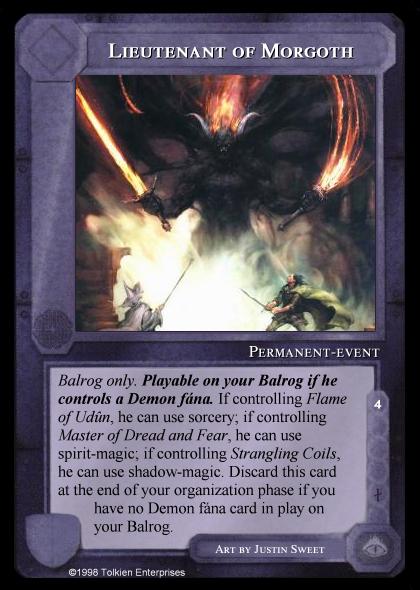 Lieutenant of Morgoth
Permanent-event
Balrog only. Playable on your Balrog if he
controls a Demon fána. If controlling Flame
of Udûn, he can use sorcery; if controlling
Master of Dread and Fear, he can use
spirit-magic; if controlling Strangling Coils,
he can use shadow-magic. Discard this card
at the end of your organization phase if you
have no Demon fána card in play on
your Balrog.
4
Art by Justin Sweet
©1998 Tolkien Enterprises